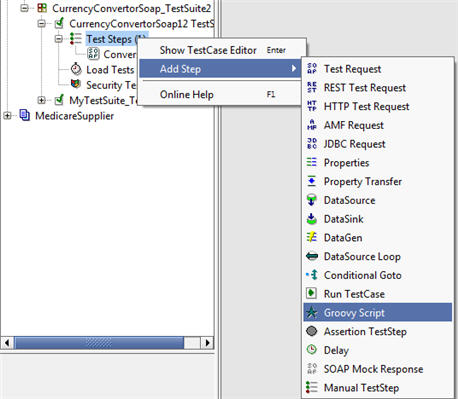 CurrencyConvertorSoap_TestSuite2
CurrencyConvertorSoap12 TestS
Test Steps (1)
Conver
Load Tests
Security Te
MyTestSuite_Te
MedicareSupplier
Show TestCase Editor Enter
Add Step
Online Help F1
Test Request
REST Test Request
HTTP Test Request
AMF Request
JDBC Request
Properties
Property Transfer
DataSource
DataSink
DataGen
DataSource Loop
Conditional Goto
Run TestCase
Groovy Script
Assertion TestStep
Delay
SOAP Mock Response
Manual TestStep